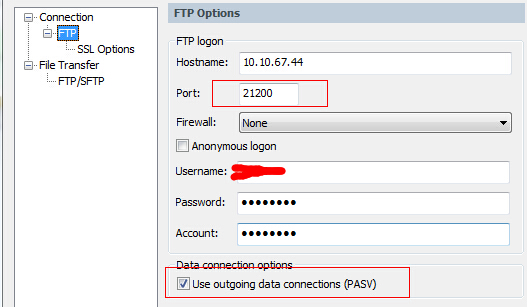 Connection
FTP
SSL Options
File Transfer
FTP/SFTP
FTP Options
FTP logon
Hostname: 10.10.67.44
Port: 21200
Firewall: None
Anonymous logon
Username:
Password: ●●●●●●●●
Account: ●●●●●●●●
Data connection options
Use outgoing data connections (PASV)